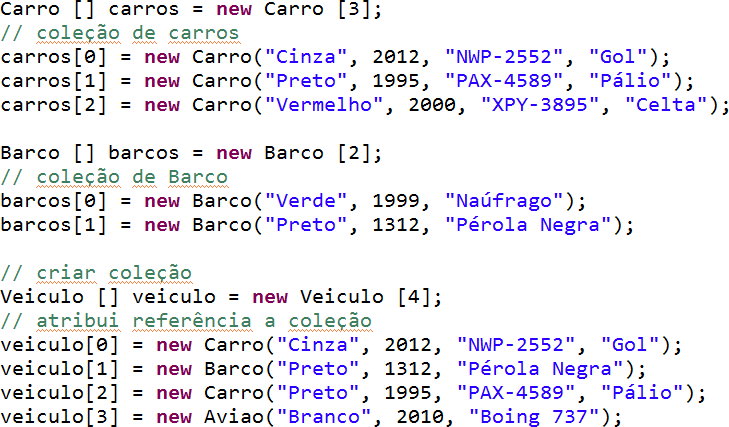 Carro [] carros = new Carro [3];
// coleção de carros
carros[0] = new Carro("Cinza", 2012, "NWP-2552", "Gol");
carros[1] = new Carro("Preto", 1995, "PAX-4589", "Pálio");
carros[2] = new Carro("Vermelho", 2000, "XPY-3895", "Celta");
Barco [] barcos = new Barco [2];
// coleção de Barco
barcos[0] = new Barco("Verde", 1999, "Naúfrago");
barcos[1] = new Barco("Preto", 1312, "Pérola Negra");
// criar coleção
Veiculo [] veiculo = new Veiculo [4];
// atribui referência a coleção
veiculo[0] = new Carro("Cinza", 2012, "NWP-2552", "Gol");
veiculo[1] = new Barco("Preto", 1312, "Pérola Negra");
veiculo[2] = new Carro("Preto", 1995, "PAX-4589", "Pálio");
veiculo[3] = new Aviao("Branco", 2010, "Boing 737");